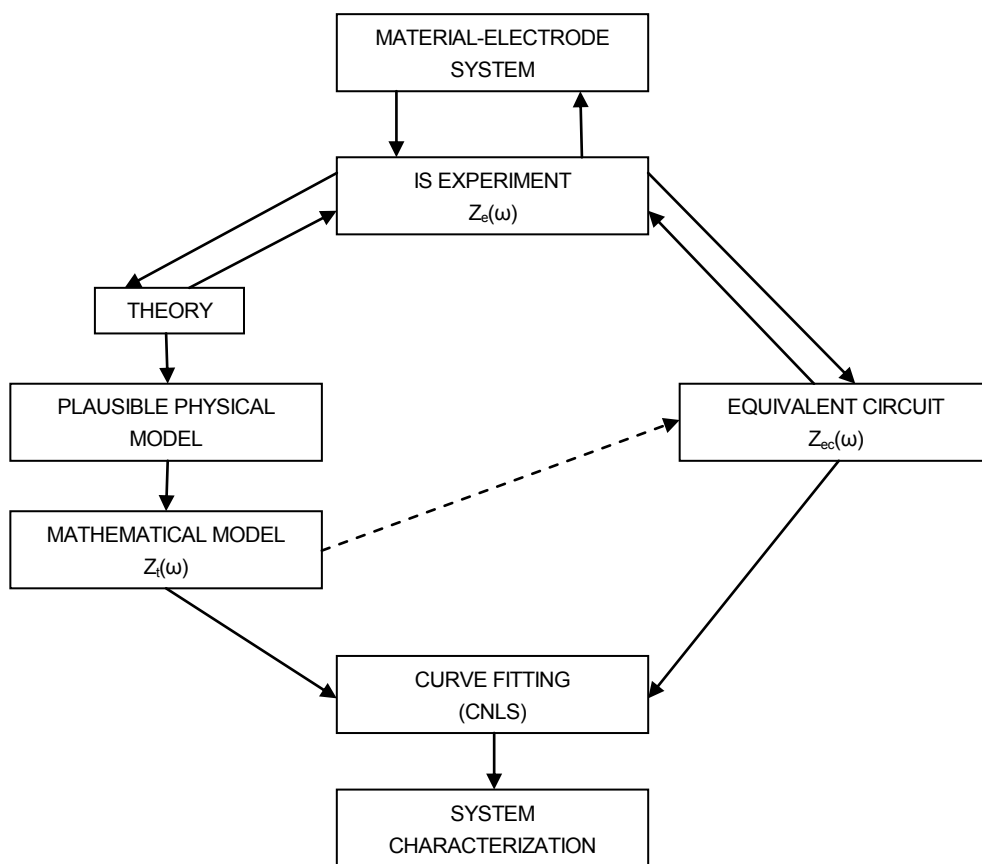 MATERIAL-ELECTRODE
SYSTEM
IS EXPERIMENT
Zₑ(ω)
THEORY
PLAUSIBLE PHYSICAL
MODEL
EQUIVALENT CIRCUIT
Z_ec(ω)
MATHEMATICAL MODEL
Zₜ(ω)
CURVE FITTING
(CNLS)
SYSTEM
CHARACTERIZATION